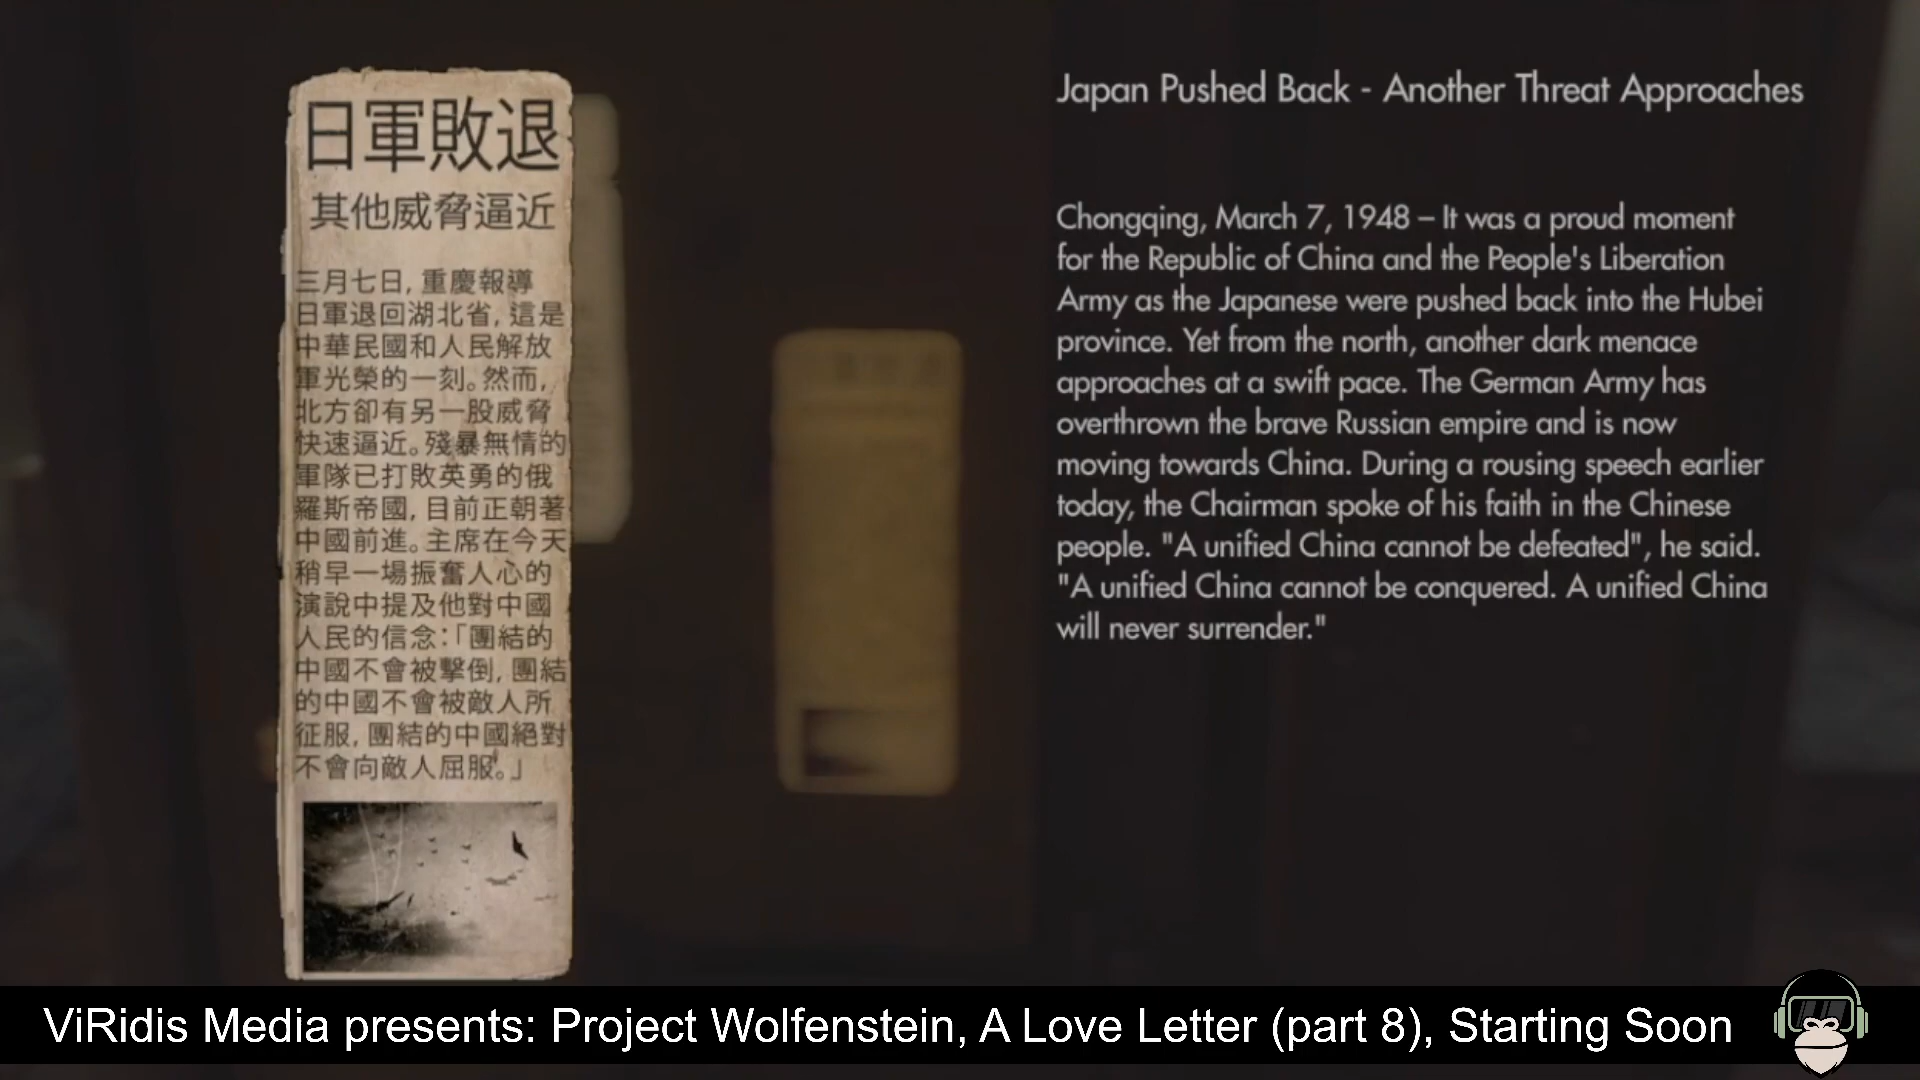 日軍敗退
其他威脅逼近
三月七日, 重慶報導
日軍退回湖北省, 這是
中華民國和人民解放
軍光榮的一刻。然而,
北方卻有另一股威脅
快速逼近。殘暴無情的
軍隊已打敗英勇的俄
羅斯帝國, 目前正朝著
中國前進。主席在今天
稍早一場振奮人心的
演說中提及他對中國
人民的信念:「團結的
中國不會被擊倒, 團結
的中國不會被敵人所
征服, 團結的中國絕對
不會向敵人屈服。」
Japan Pushed Back - Another Threat Approaches
Chongqing, March 7, 1948 – It was a proud moment
for the Republic of China and the People's Liberation
Army as the Japanese were pushed back into the Hubei
province. Yet from the north, another dark menace
approaches at a swift pace. The German Army has
overthrown the brave Russian empire and is now
moving towards China. During a rousing speech earlier
today, the Chairman spoke of his faith in the Chinese
people. "A unified China cannot be defeated", he said.
"A unified China cannot be conquered. A unified China
will never surrender."
ViRidis Media presents: Project Wolfenstein, A Love Letter (part 8), Starting Soon